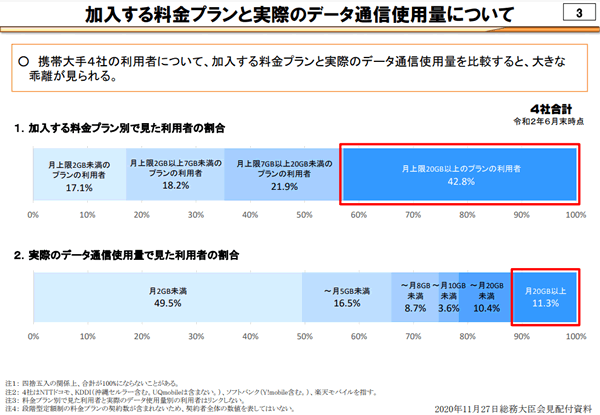 加入する料金プランと実際のデータ通信使用量について
3
○ 携帯大手4社の利用者について、加入する料金プランと実際のデータ通信使用量を比較すると、大きな
乖離が見られる。
4社合計
令和2年6月末時点
1．加入する料金プラン別で見た利用者の割合
月上限2GB未満の
プランの利用者
17.1%
月上限2GB以上7GB未満の
プランの利用者
18.2%
月上限7GB以上20GB未満の
プランの利用者
21.9%
月上限20GB以上のプランの利用者
42.8%
0% 10% 20% 30% 40% 50% 60% 70% 80% 90% 100%
2．実際のデータ通信使用量で見た利用者の割合
月2GB未満
49.5%
～月5GB未満
16.5%
～月8GB
未満
8.7%
～月10GB
未満
3.6%
～月20GB
未満
10.4%
月20GB以上
11.3%
0% 10% 20% 30% 40% 50% 60% 70% 80% 90% 100%
注1：四捨五入の関係上、合計が100%にならないことがある。
注2：4社はNTTドコモ、KDDI(沖縄セルラー含む、UQmobileは含まない。)、ソフトバンク(Y!mobile含む。)、楽天モバイルを指す。
注3：料金プラン別で見た利用者と実際のデータ使用量別の利用者はリンクしない。
注4：段階型定額制の料金プランの契約数が含まれないため、契約者全体の数値を表してはいない。
2020年11月27日総務大臣会見配付資料